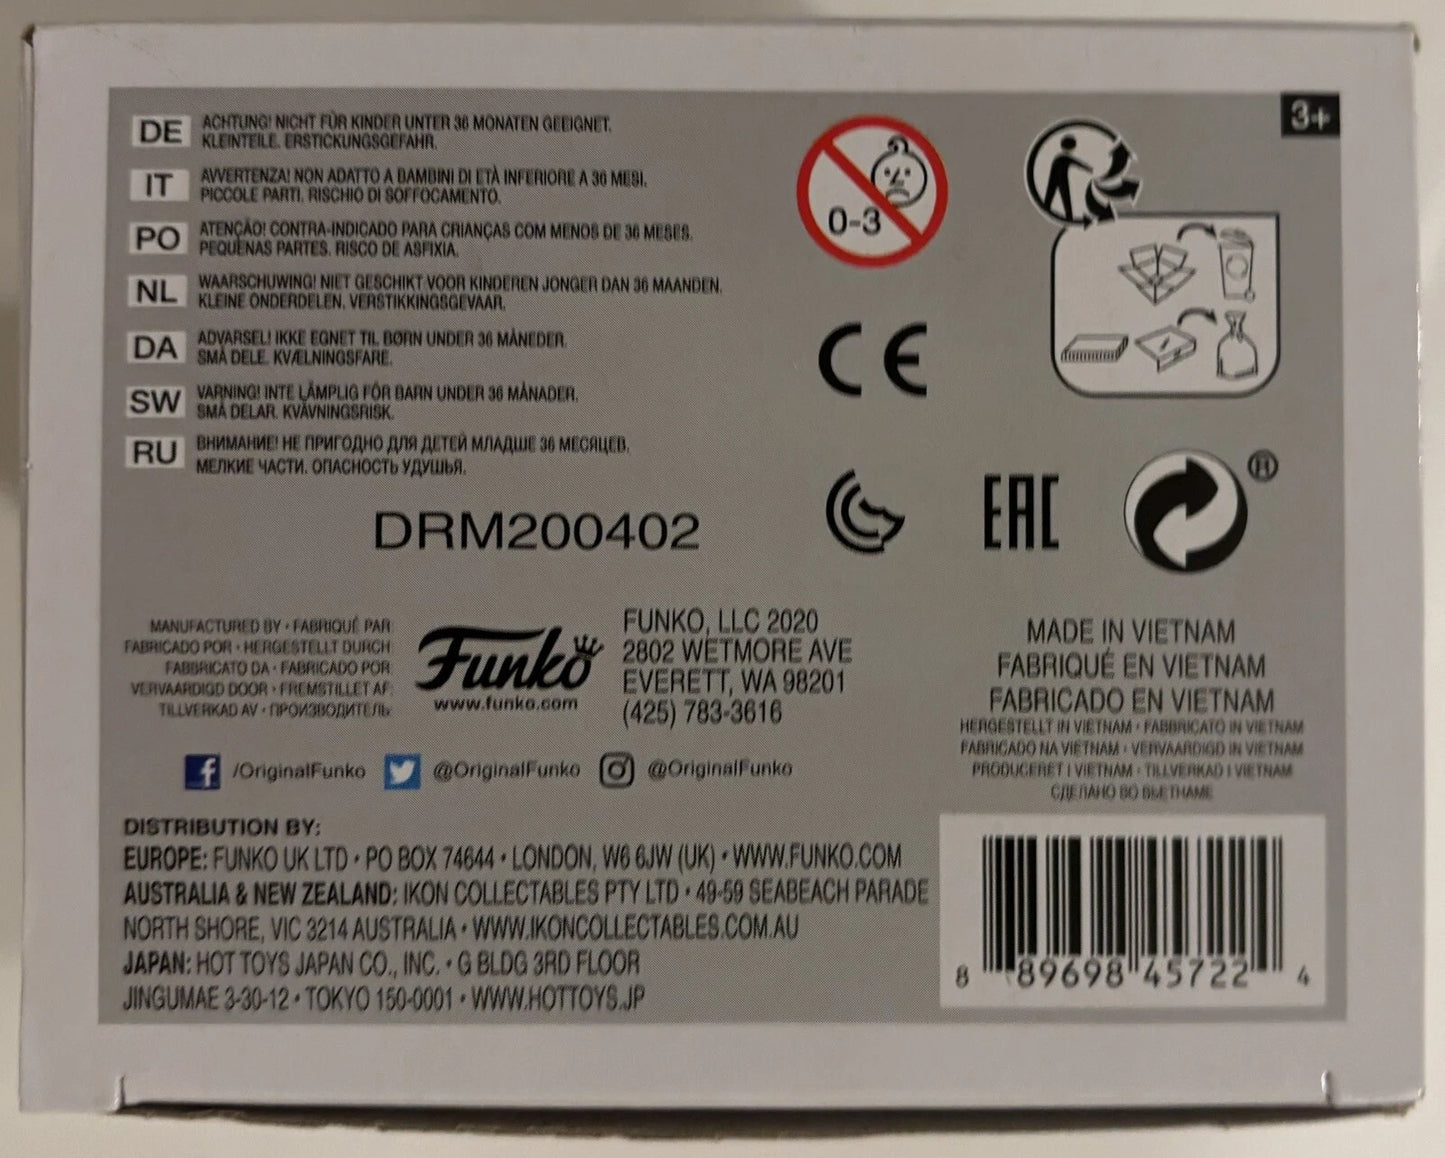 3+
DE ACHTUNG! NICHT FÜR KINDER UNTER 36 MONATEN GEEIGNET.
KLEINTEILE. ERSTICKUNGSGEFAHR.
IT AVVERTENZA! NON ADATTO A BAMBINI DI ETÀ INFERIORE A 36 MESI.
PICCOLE PARTI. RISCHIO DI SOFFOCAMENTO.
PO ATENÇÃO! CONTRA-INDICADO PARA CRIANÇAS COM MENOS DE 36 MESES.
PEQUENAS PARTES. RISCO DE ASFIXIA.
NL WAARSCHUWING! NIET GESCHIKT VOOR KINDEREN JONGER DAN 36 MAANDEN.
KLEINE ONDERDELEN. VERSTIKKINGSGEVAAR.
DA ADVARSEL! IKKE EGNET TIL BØRN UNDER 36 MÅNEDER.
SMÅ DELE. KVÆLNINGSFARE.
SW VARNING! INTE LÄMPLIG FÖR BARN UNDER 36 MÅNADER.
SMÅ DELAR. KVÄVNINGSRISK.
RU ВНИМАНИЕ! НЕ ПРИГОДНО ДЛЯ ДЕТЕЙ МЛАДШЕ 36 МЕСЯЦЕВ.
МЕЛКИЕ ЧАСТИ. ОПАСНОСТЬ УДУШЬЯ.
0-3
CE
EAC
®
DRM200402
MANUFACTURED BY • FABRIQUÉ PAR
FABRICADO POR • HERGESTELLT DURCH
FABBRICATO DA • FABRICADO POR
VERVAARDIGD DOOR • FREMSTILLET AF
TILLVERKAD AV • ПРОИЗВОДИТЕЛЬ:
Funko
www.funko.com
FUNKO, LLC 2020
2802 WETMORE AVE
EVERETT, WA 98201
(425) 783-3616
MADE IN VIETNAM
FABRIQUÉ EN VIETNAM
FABRICADO EN VIETNAM
HERGESTELLT IN VIETNAM • FABBRICATO IN VIETNAM
FABRICADO NA VIETNAM • VERVAARDIGD IN VIETNAM
PRODUCERET I VIETNAM • TILLVERKAD I VIETNAM
СДЕЛАНО ВО ВЬЕТНАМЕ
f /OriginalFunko @OriginalFunko @OriginalFunko
DISTRIBUTION BY:
EUROPE: FUNKO UK LTD • PO BOX 74644 • LONDON, W6 6JW (UK) • WWW.FUNKO.COM
AUSTRALIA & NEW ZEALAND: IKON COLLECTABLES PTY LTD • 49-59 SEABEACH PARADE
NORTH SHORE, VIC 3214 AUSTRALIA • WWW.IKONCOLLECTABLES.COM.AU
JAPAN: HOT TOYS JAPAN CO., INC. • G BLDG 3RD FLOOR
JINGUMAE 3-30-12 • TOKYO 150-0001 • WWW.HOTTOYS.JP
8 89698 45722 4